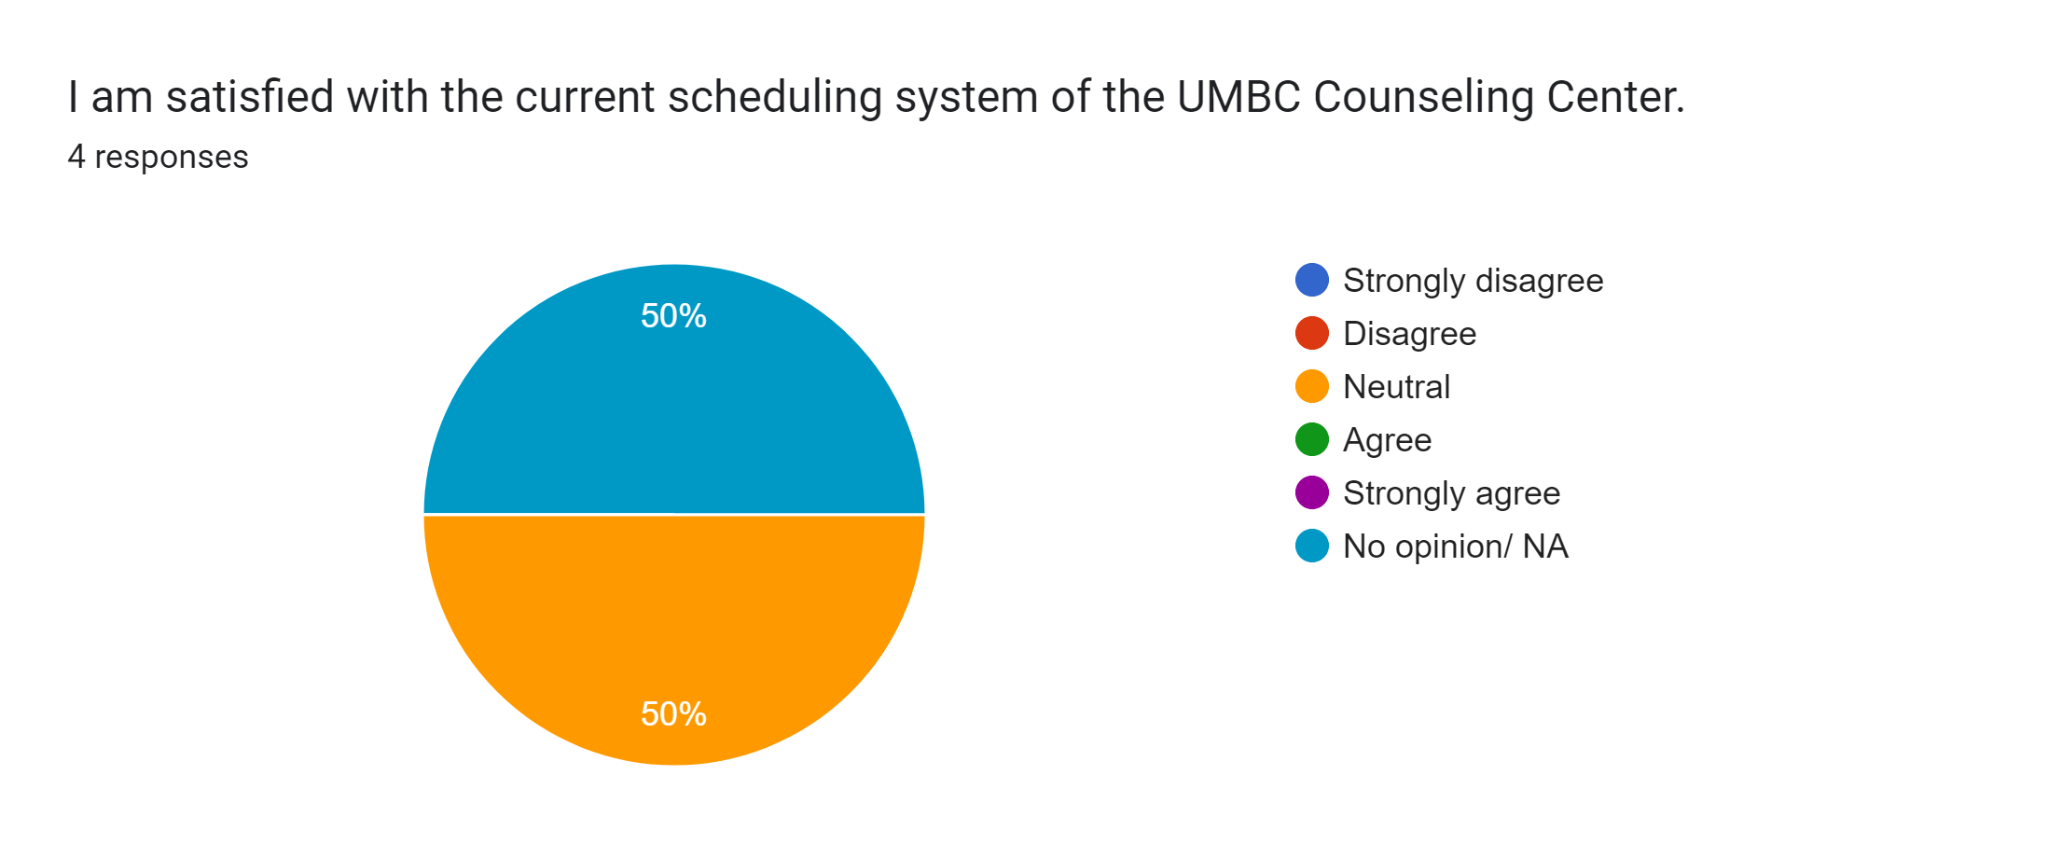 I am satisfied with the current scheduling system of the UMBC Counseling Center.
4 responses
50%
50%
Strongly disagree
Disagree
Neutral
Agree
Strongly agree
No opinion/ NA